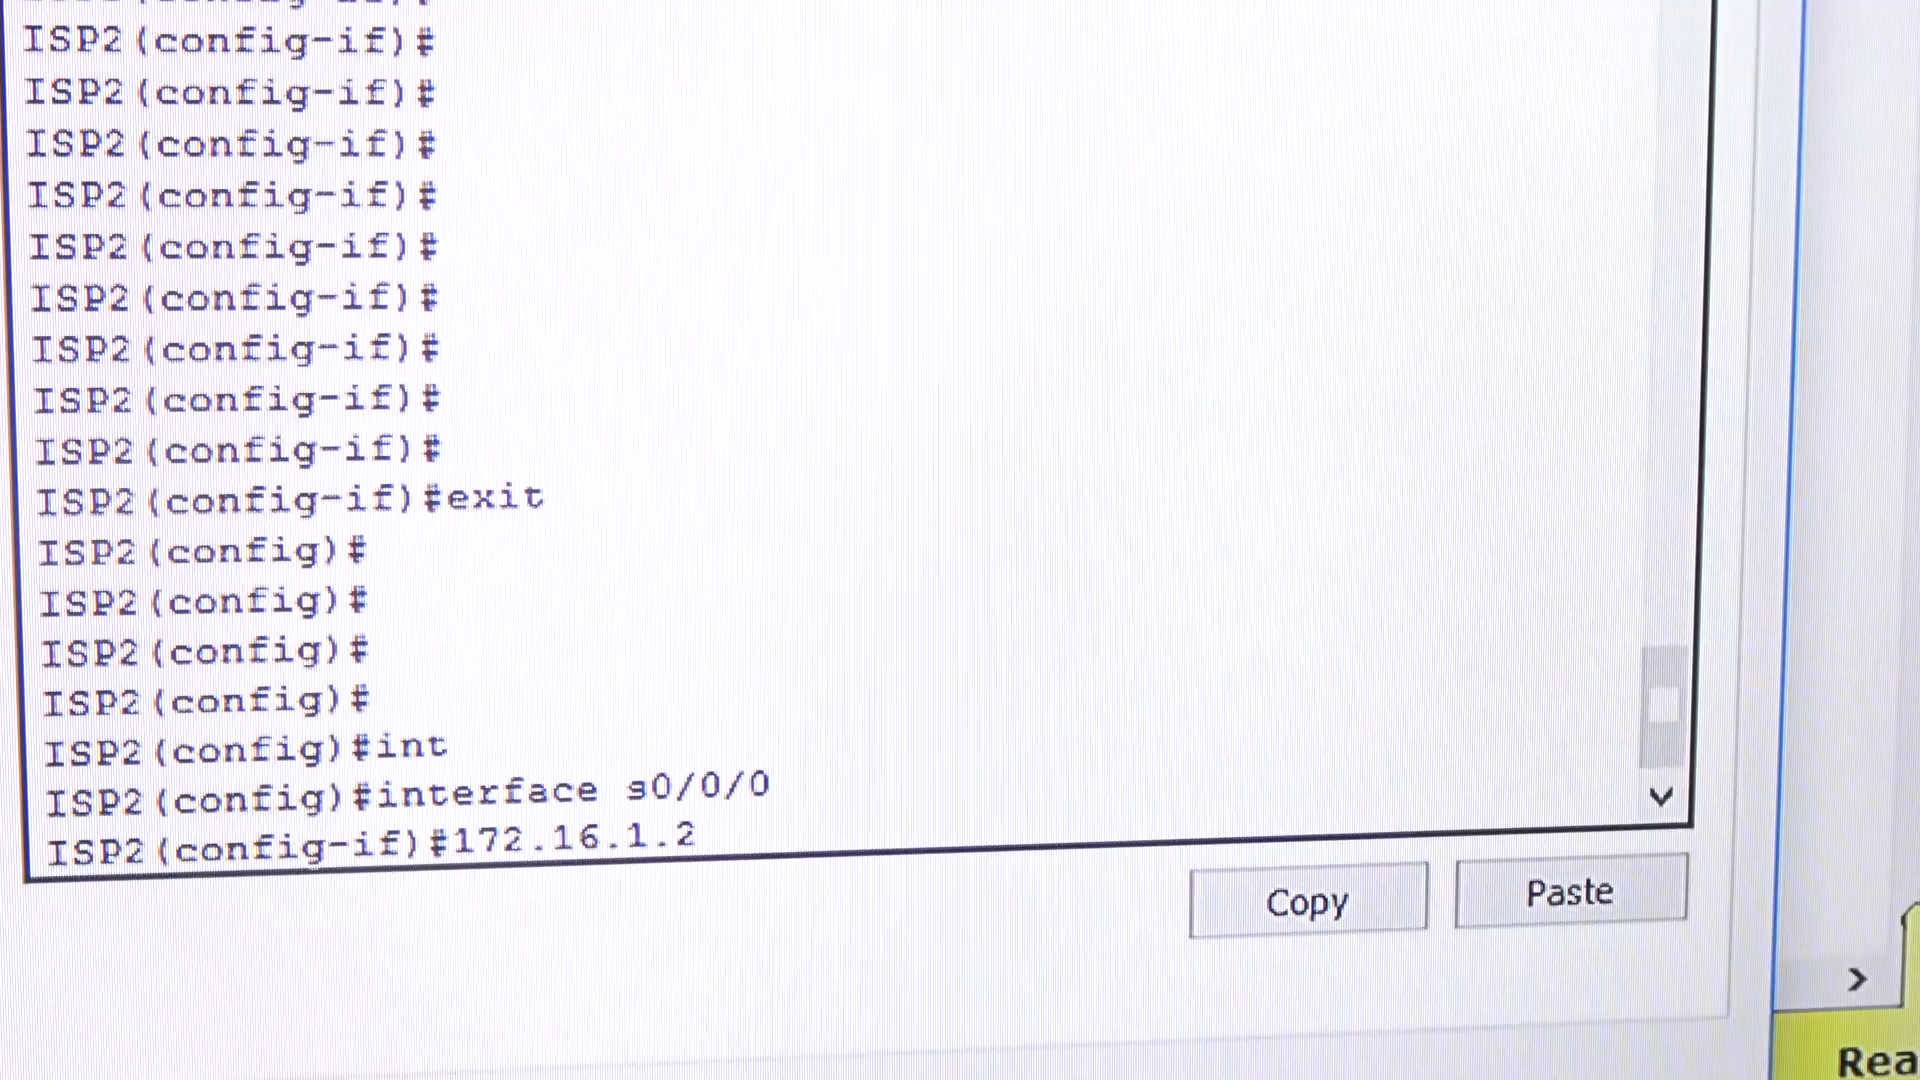 ISP2(config-if)#
ISP2(config-if)#
ISP2(config-if)#
ISP2(config-if)#
ISP2(config-if)#
ISP2(config-if)#
ISP2(config-if)#
ISP2(config-if)#
ISP2(config-if)#
ISP2(config-if)#exit
ISP2(config)#
ISP2(config)#
ISP2(config)#
ISP2(config)#
ISP2(config)#int
ISP2(config)#interface s0/0/0
ISP2(config-if)#172.16.1.2
Copy
Paste
Rea